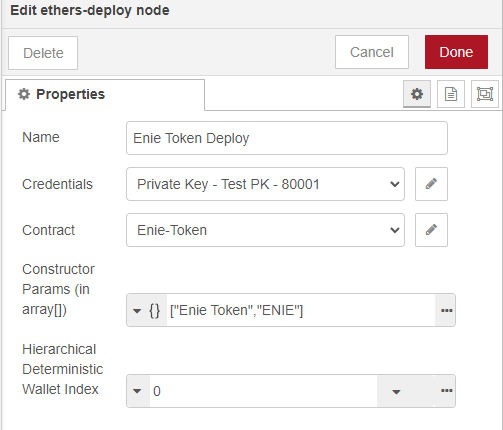 Edit ethers-deploy node
Delete
Cancel
Done
Properties
Name
Enie Token Deploy
Credentials
Private Key - Test PK - 80001
Contract
Enie-Token
Constructor
Params (in
array[])
{} ["Enie Token","ENIE"]
Hierarchical
Deterministic
Wallet Index
0